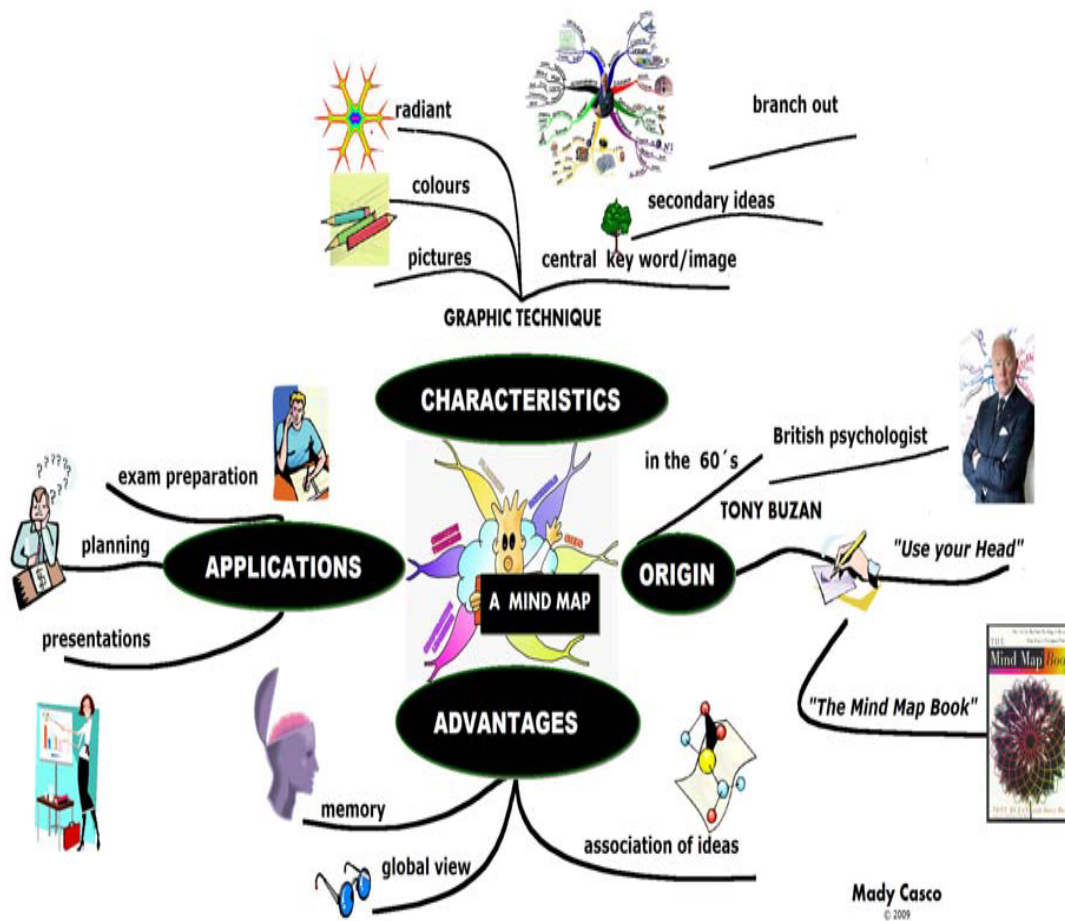 radiant
colours
pictures
branch out
secondary ideas
central key word/image
GRAPHIC TECHNIQUE
CHARACTERISTICS
exam preparation
planning
presentations
APPLICATIONS
A MIND MAP
in the 60´s
British psychologist
TONY BUZAN
ORIGIN
"Use your Head"
"The Mind Map Book"
THE
Mind Map Book
ADVANTAGES
memory
global view
association of ideas
Mady Casco
© 2009